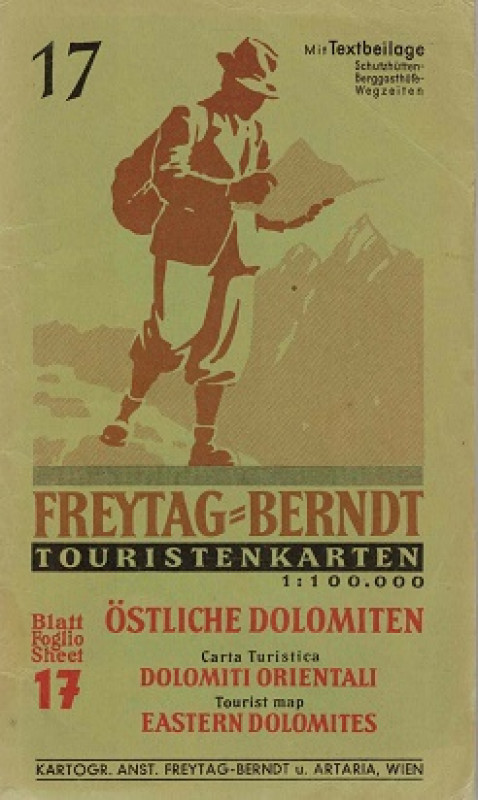 17
Mit Textbeilage
Schutzhütten-
Berggasthöfe-
Wegzeiten
FREYTAG=BERNDT
TOURISTENKARTEN
1:100.000
Blatt
Foglio
Sheet
17
ÖSTLICHE DOLOMITEN
Carta Turistica
DOLOMITI ORIENTALI
Tourist map
EASTERN DOLOMITES
KARTOGR. ANST. FREYTAG-BERNDT u. ARTARIA, WIEN